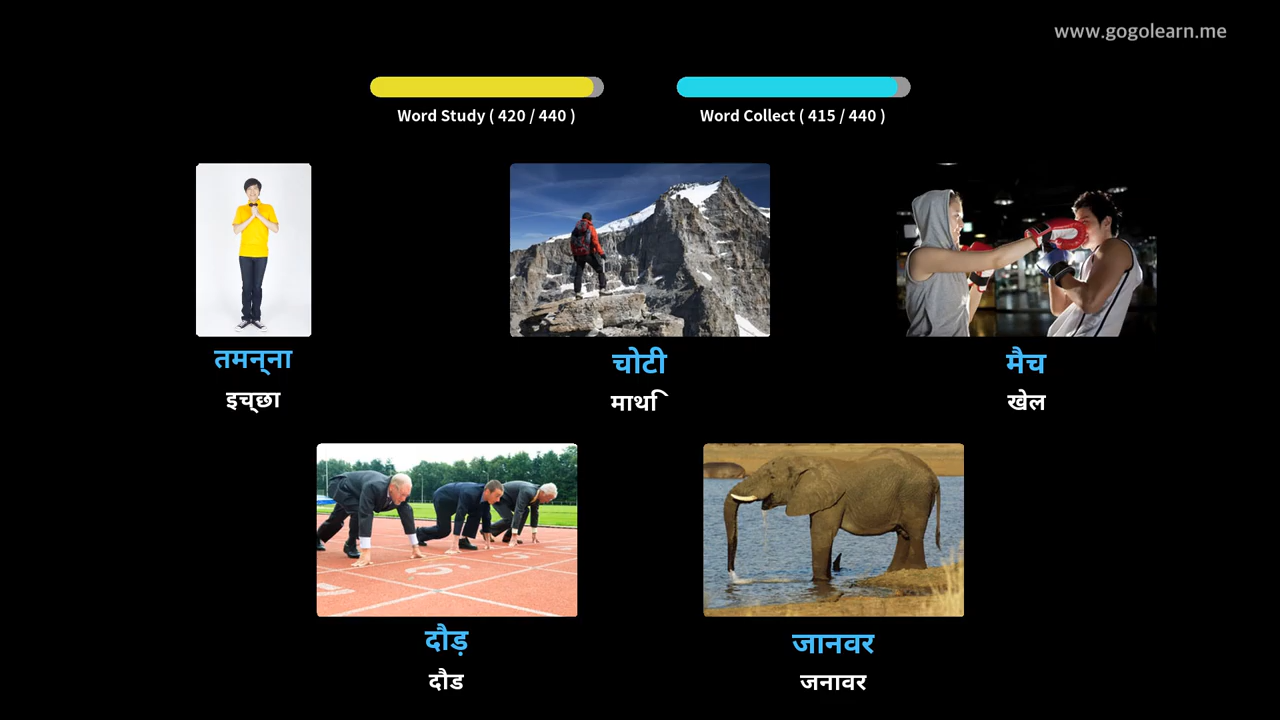 www.gogolearn.me
Word Study ( 420 / 440 )
Word Collect ( 415 / 440 )
तमन्‌ना
इच्‌छा
चोटी
माथि
मैच
खेल
दौड़
दौड
जानवर
जनावर